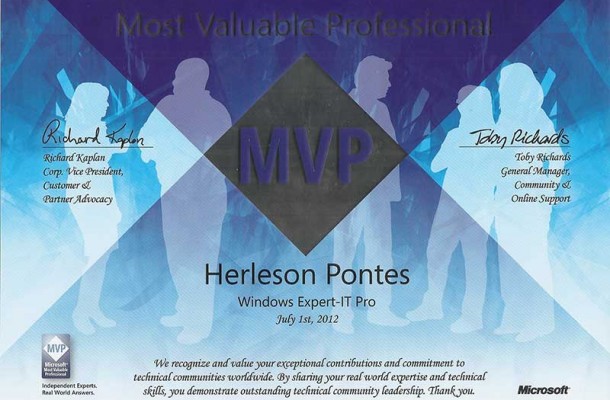 Most Valuable Professional
MVP
Richard Kaplan
Richard Kaplan
Corp. Vice President,
Customer &
Partner Advocacy
Toby Richards
Toby Richards
General Manager,
Community &
Online Support
Herleson Pontes
Windows Expert-IT Pro
July 1st, 2012
MVP
Microsoft®
Most Valuable
Professional
Independent Experts.
Real World Answers.
We recognize and value your exceptional contributions and commitment to
technical communities worldwide. By sharing your real world expertise and technical
skills, you demonstrate outstanding technical community leadership. Thank you.
Microsoft